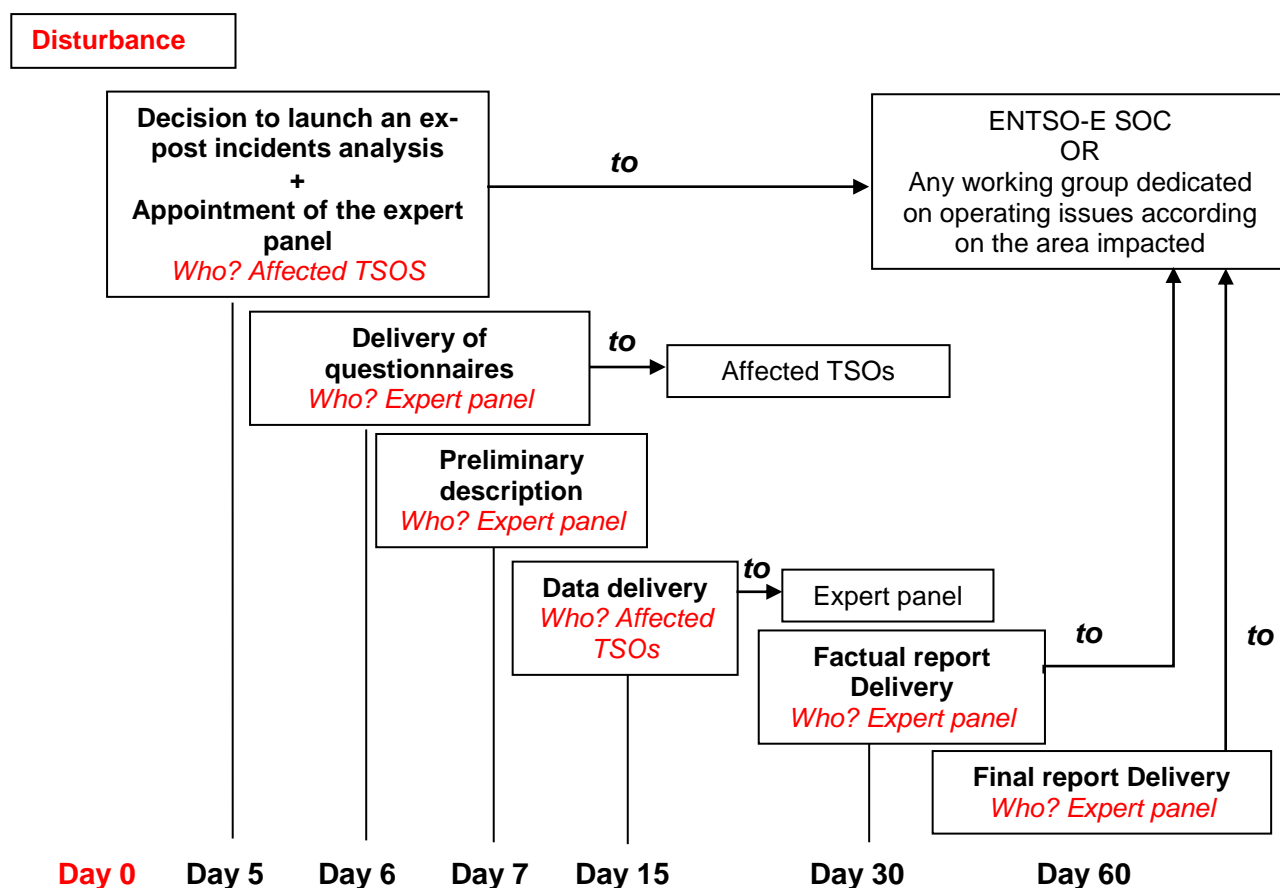 Disturbance
Decision to launch an ex-
post incidents analysis
+
Appointment of the expert
panel
Who? Affected TSOS
to
ENTSO-E SOC
OR
Any working group dedicated
on operating issues according
on the area impacted
Delivery of
questionnaires
Who? Expert panel
to
Affected TSOs
Preliminary
description
Who? Expert panel
Data delivery
Who? Affected
TSOs
to
Expert panel
Factual report
Delivery
Who? Expert panel
to
to
Final report Delivery
Who? Expert panel
Day 0 Day 5 Day 6 Day 7 Day 15 Day 30 Day 60